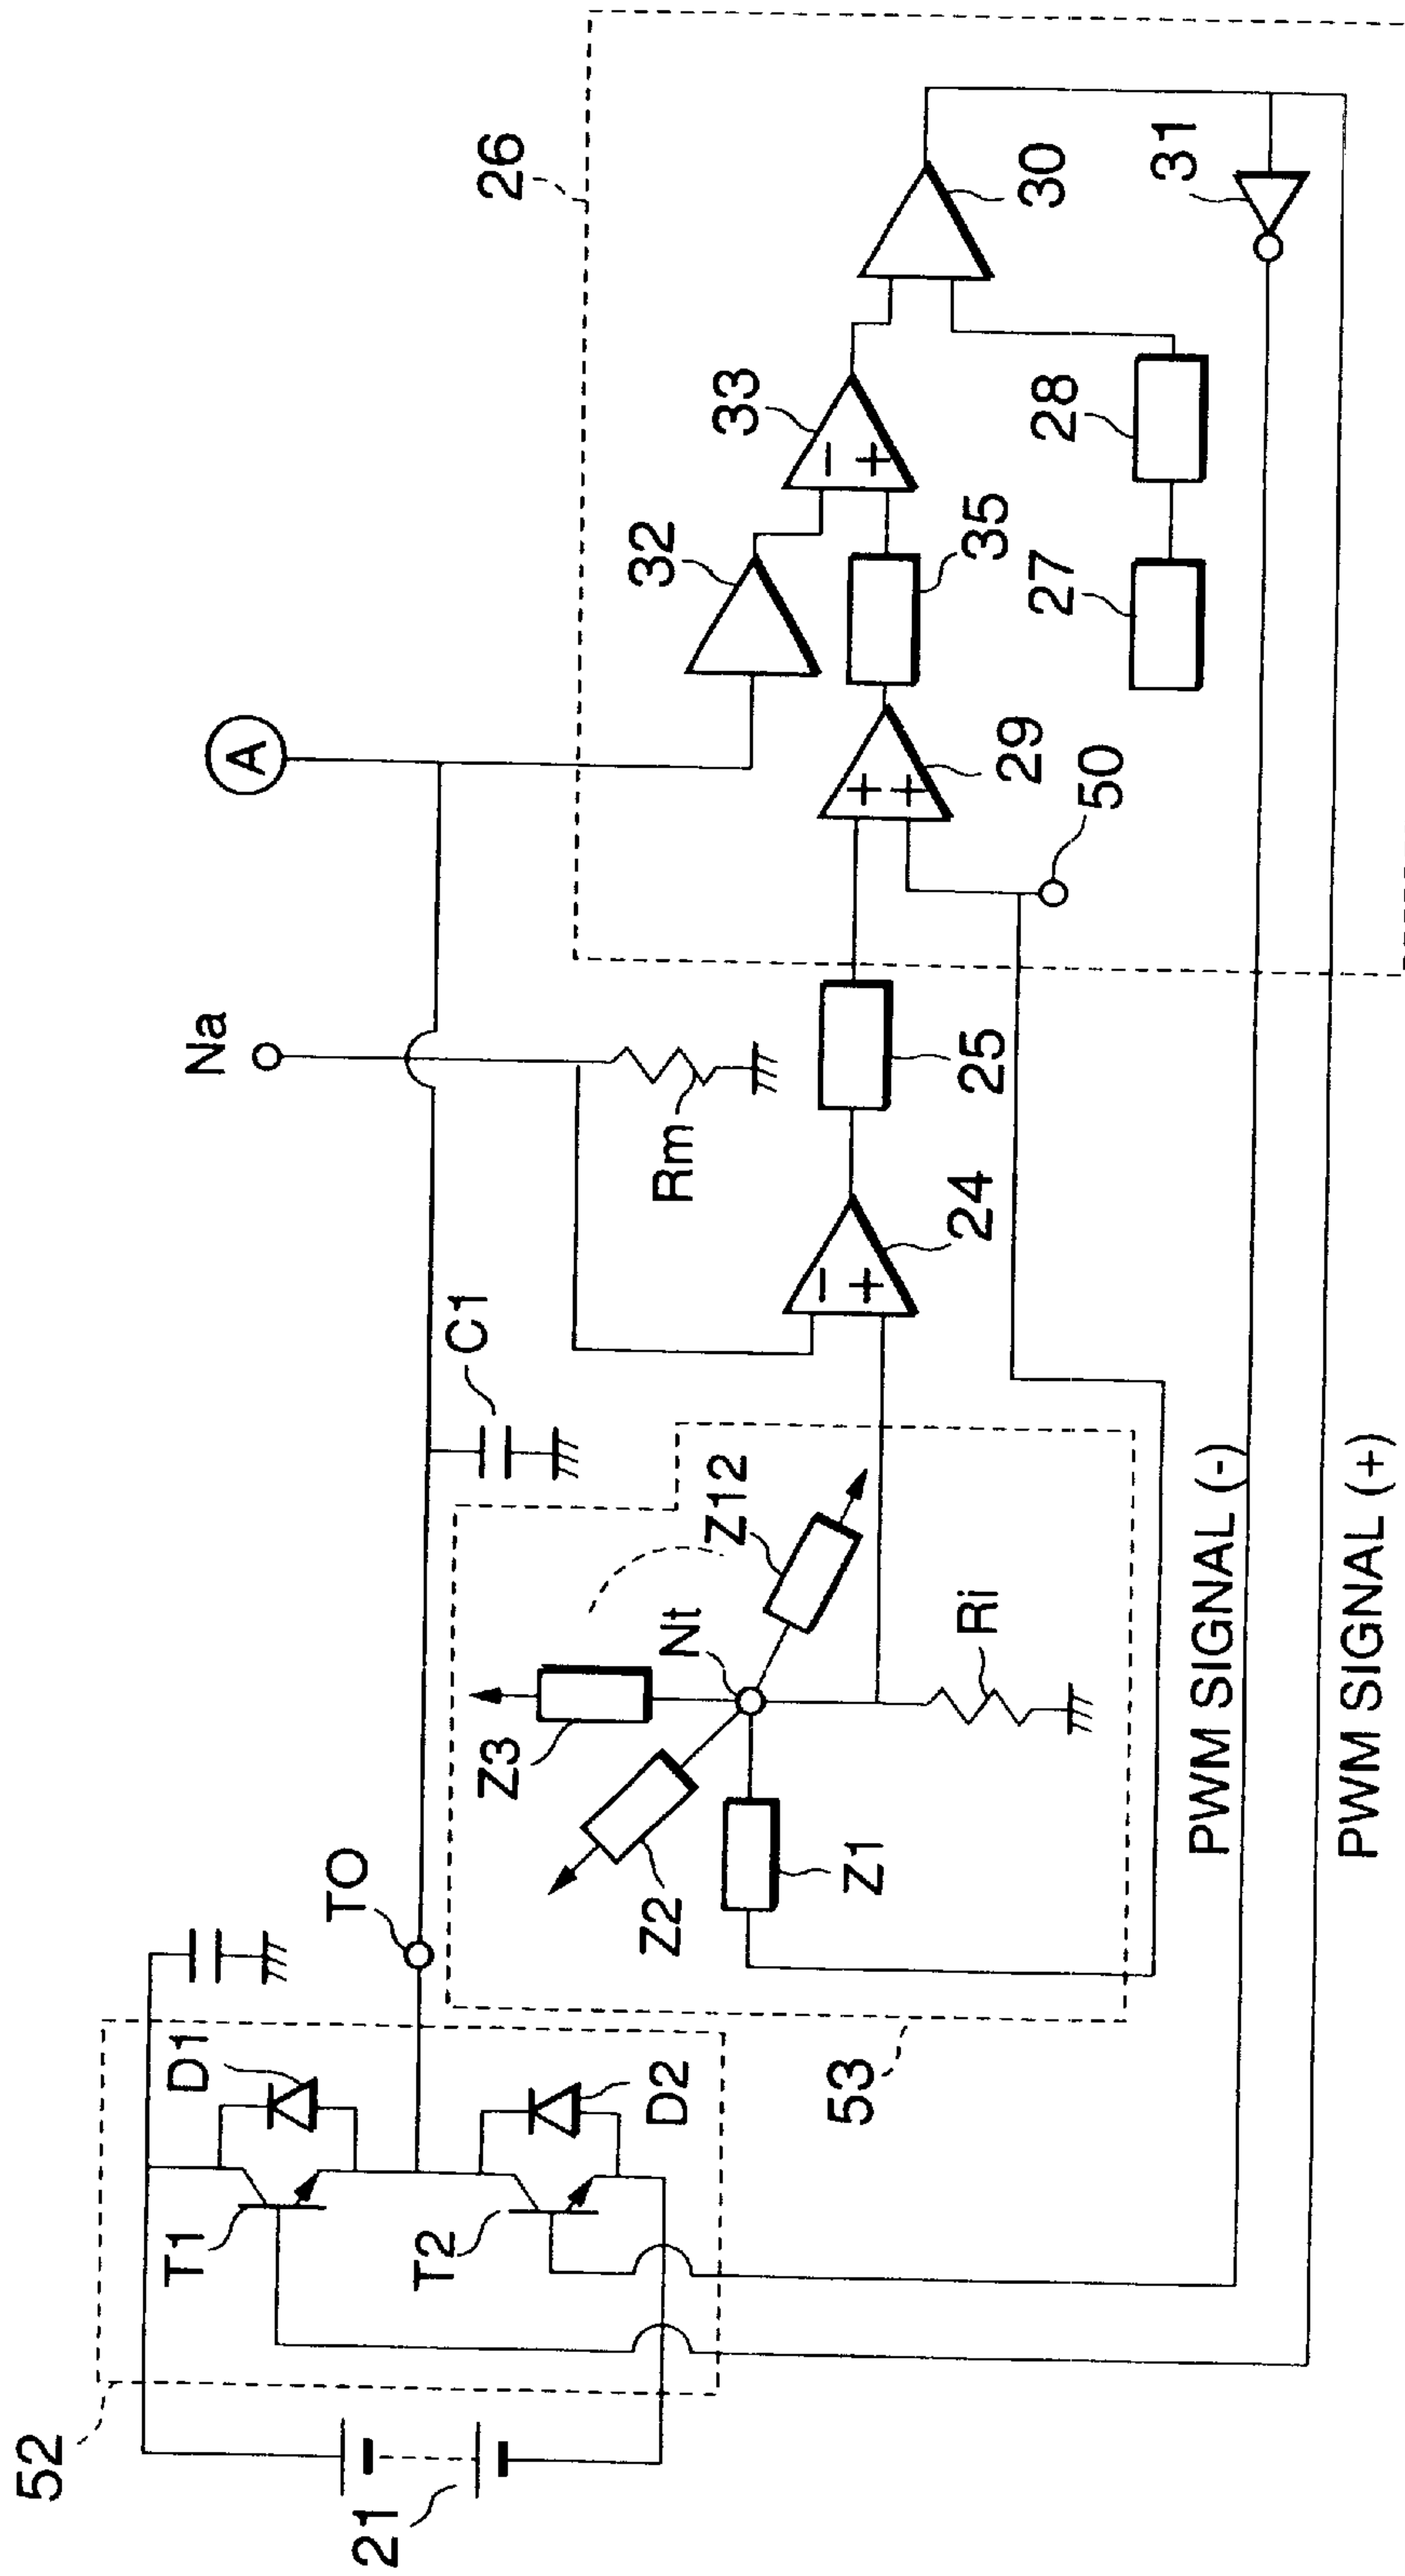 52
21
T1
D1
T2
D2
TO
53
Z2
Z3
Z1
Nt
Z12
Ri
C1
Na
Rm
24
25
A
26
32
33
29
35
50
30
27
28
31
−
+
+
+
−
+
PWM SIGNAL (-)
PWM SIGNAL (+)